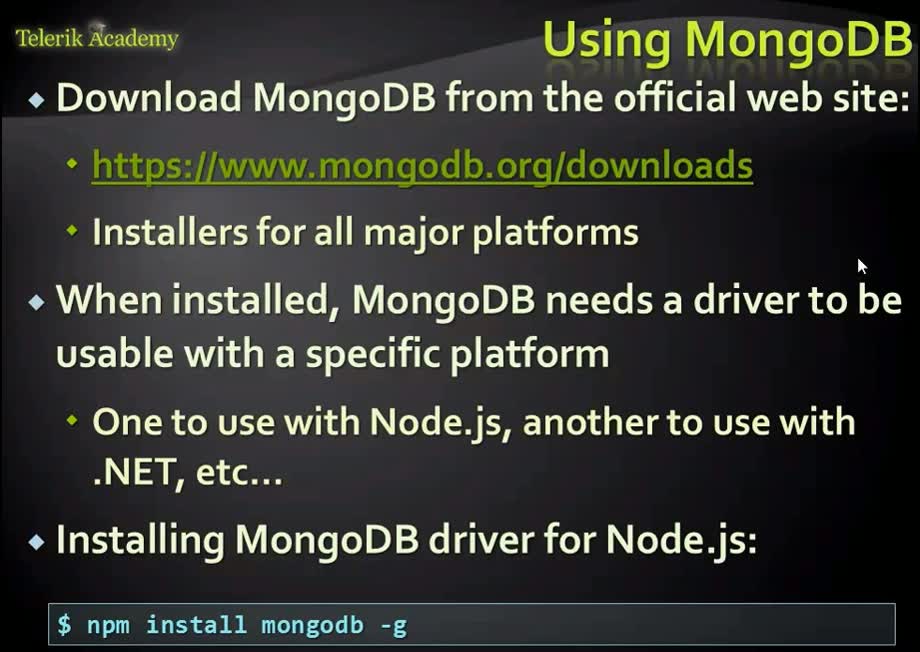 Telerik Academy
Using MongoDB
Download MongoDB from the official web site:
https://www.mongodb.org/downloads
Installers for all major platforms
When installed, MongoDB needs a driver to be
usable with a specific platform
One to use with Node.js, another to use with
.NET, etc…
Installing MongoDB driver for Node.js:
$ npm install mongodb -g